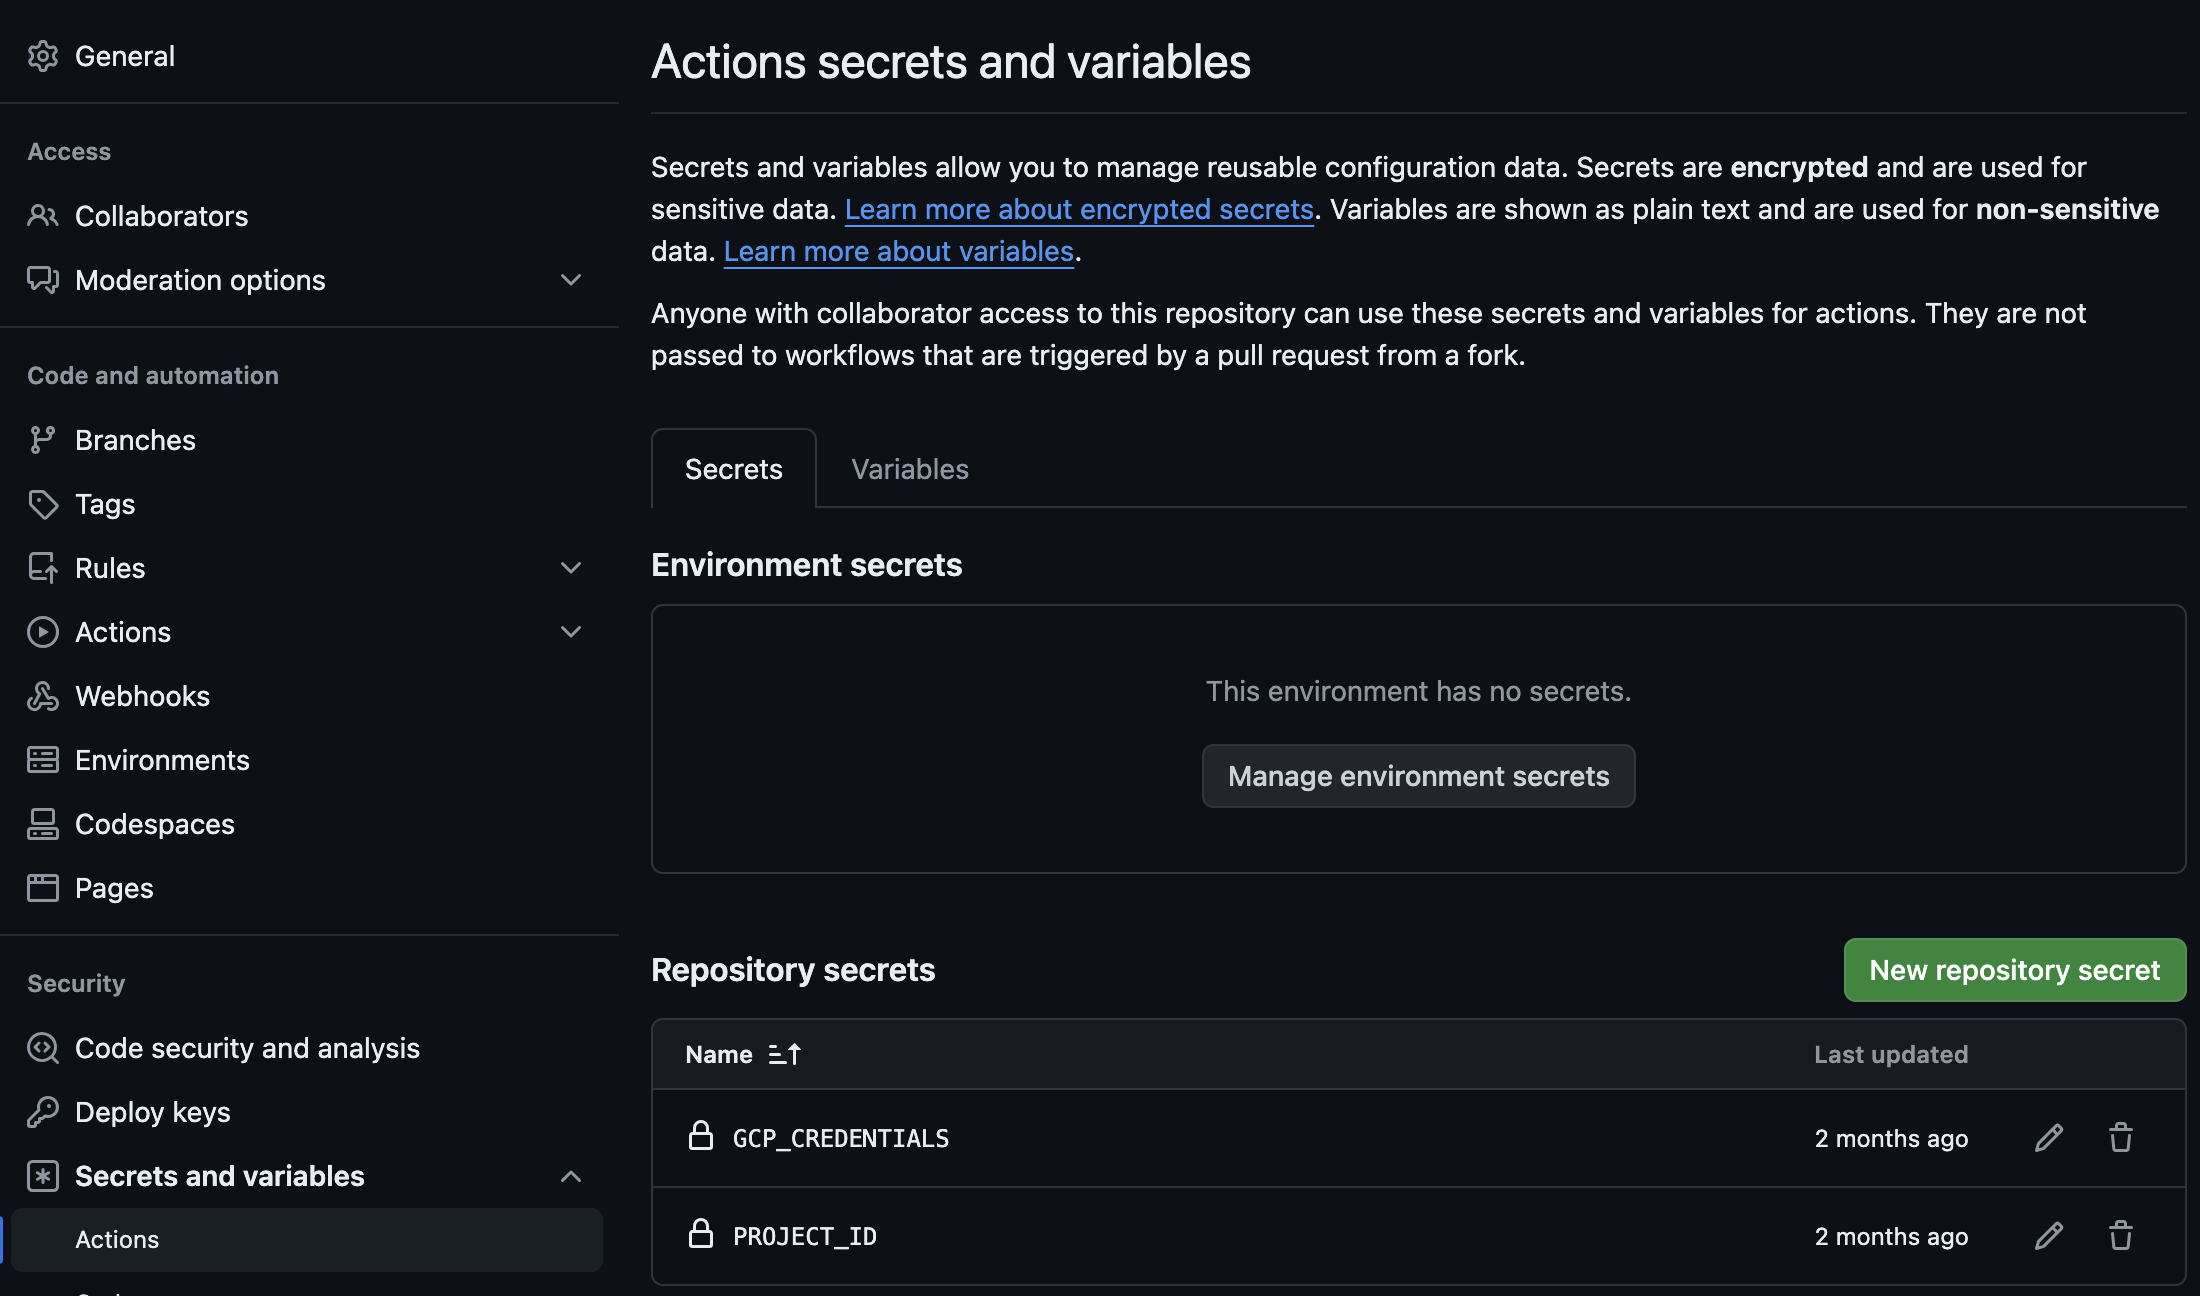 General
Access
Collaborators
Moderation options
Code and automation
Branches
Tags
Rules
Actions
Webhooks
Environments
Codespaces
Pages
Security
Code security and analysis
Deploy keys
Secrets and variables
Actions
Actions secrets and variables
Secrets and variables allow you to manage reusable configuration data. Secrets are encrypted and are used for
sensitive data. Learn more about encrypted secrets. Variables are shown as plain text and are used for non-sensitive
data. Learn more about variables.
Anyone with collaborator access to this repository can use these secrets and variables for actions. They are not
passed to workflows that are triggered by a pull request from a fork.
Secrets Variables
Environment secrets
This environment has no secrets.
Manage environment secrets
Repository secrets New repository secret
Name Last updated
GCP_CREDENTIALS 2 months ago
PROJECT_ID 2 months ago